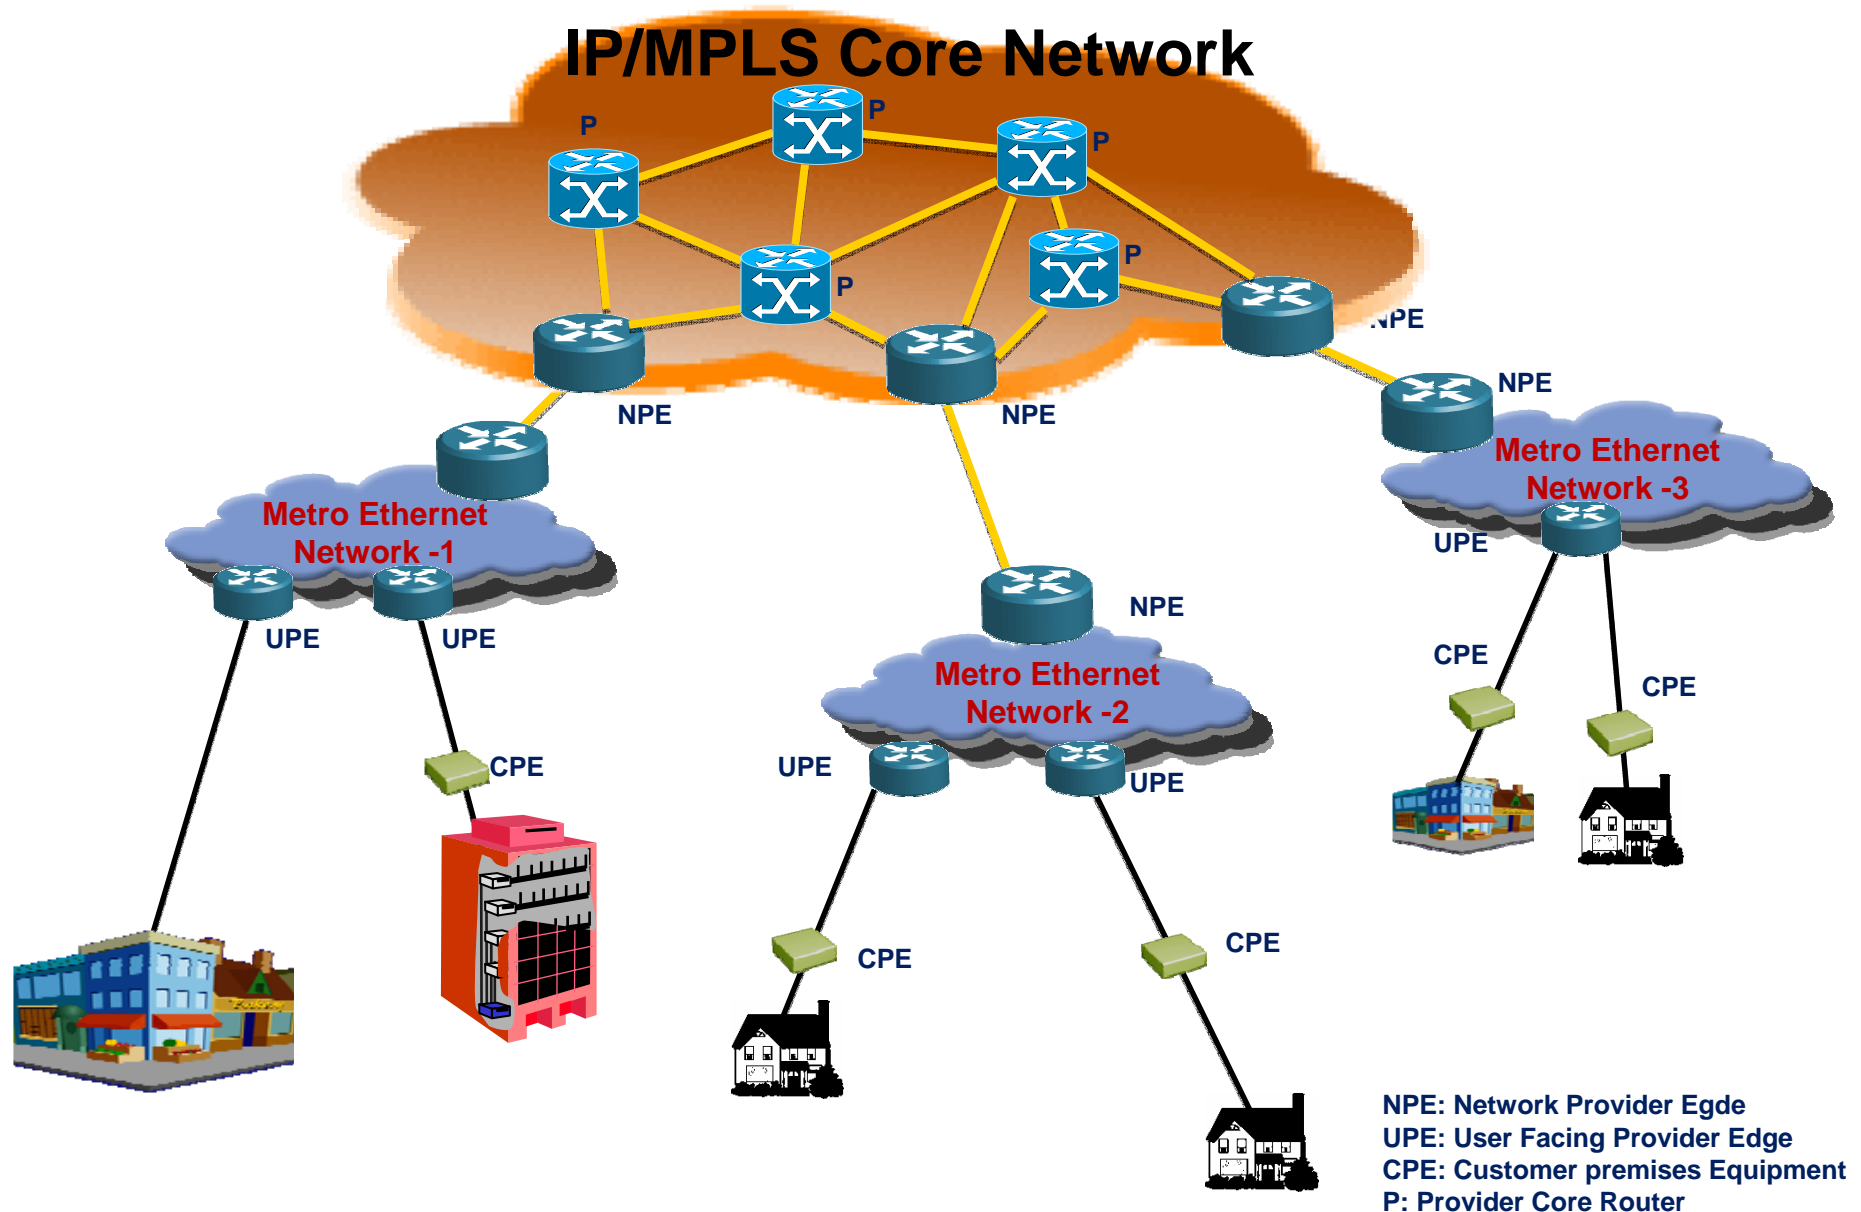 IP/MPLS Core Network
P
P
P
P
P
NPE
NPE
NPE
NPE
Metro Ethernet
Network -3
UPE
Metro Ethernet
Network -1
UPE
UPE
NPE
Metro Ethernet
Network -2
CPE
CPE
CPE
UPE
UPE
CPE
CPE
NPE: Network Provider Egde
UPE: User Facing Provider Edge
CPE: Customer premises Equipment
P: Provider Core Router